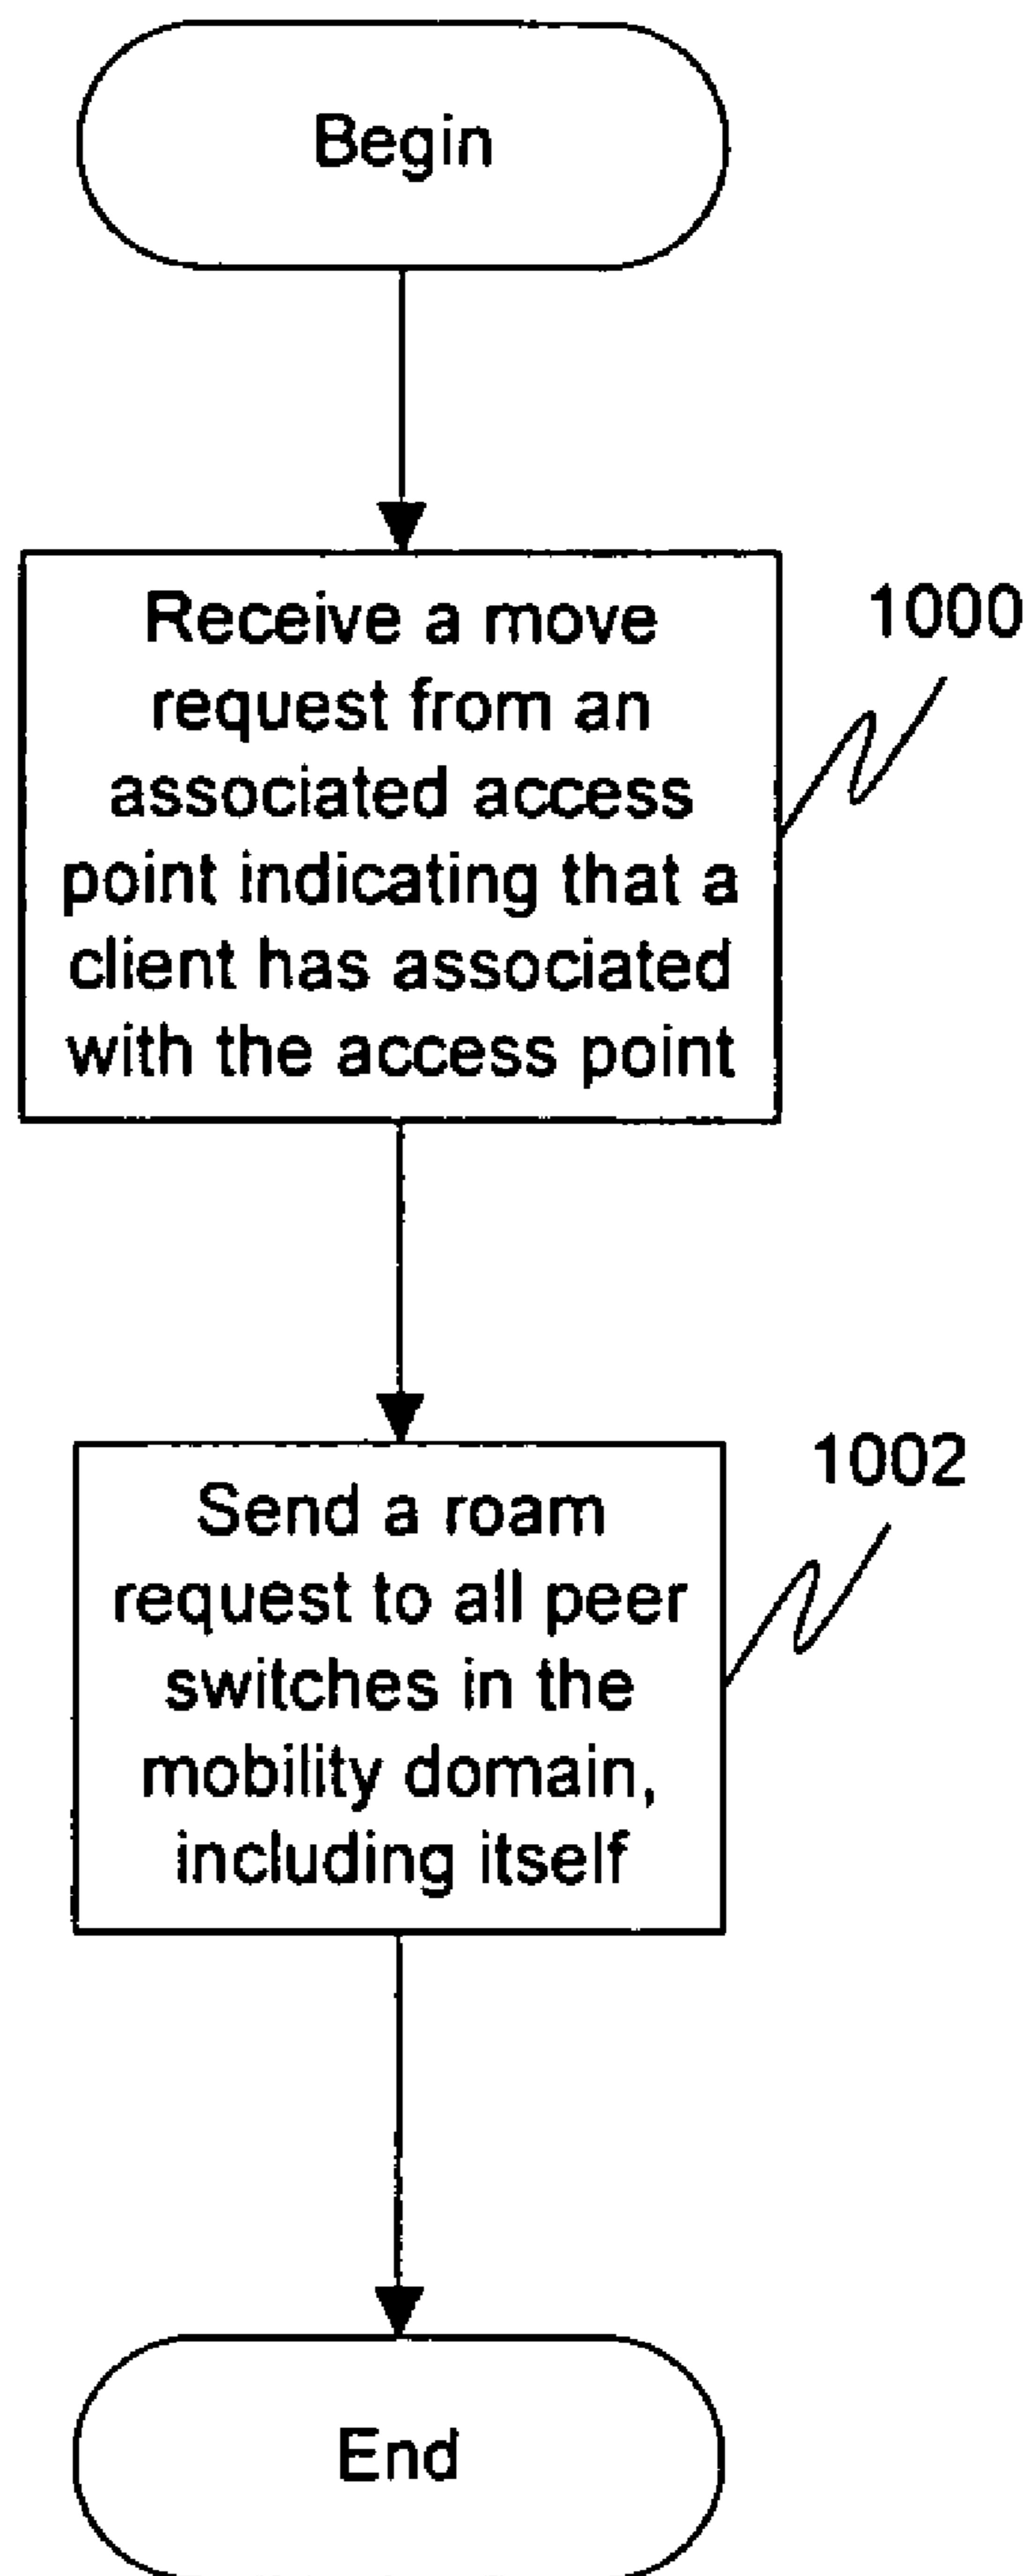 Begin
Receive a move
request from an
associated access
point indicating that a
client has associated
with the access point
1000
Send a roam
request to all peer
switches in the
mobility domain,
including itself
1002
End